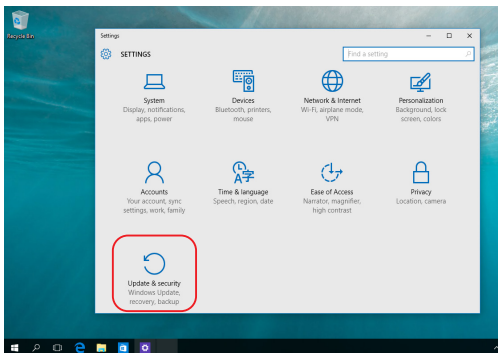 Recycle Bin
Settings
SETTINGS
Find a setting
System
Display, notifications,
apps, power
Devices
Bluetooth, printers,
mouse
Network & Internet
Wi-Fi, airplane mode,
VPN
Personalization
Background, lock
screen, colors
Accounts
Your account, sync
settings, work, family
Time & language
Speech, region, date
Ease of Access
Narrator, magnifier,
high contrast
Privacy
Location, camera
Update & security
Windows Update,
recovery, backup